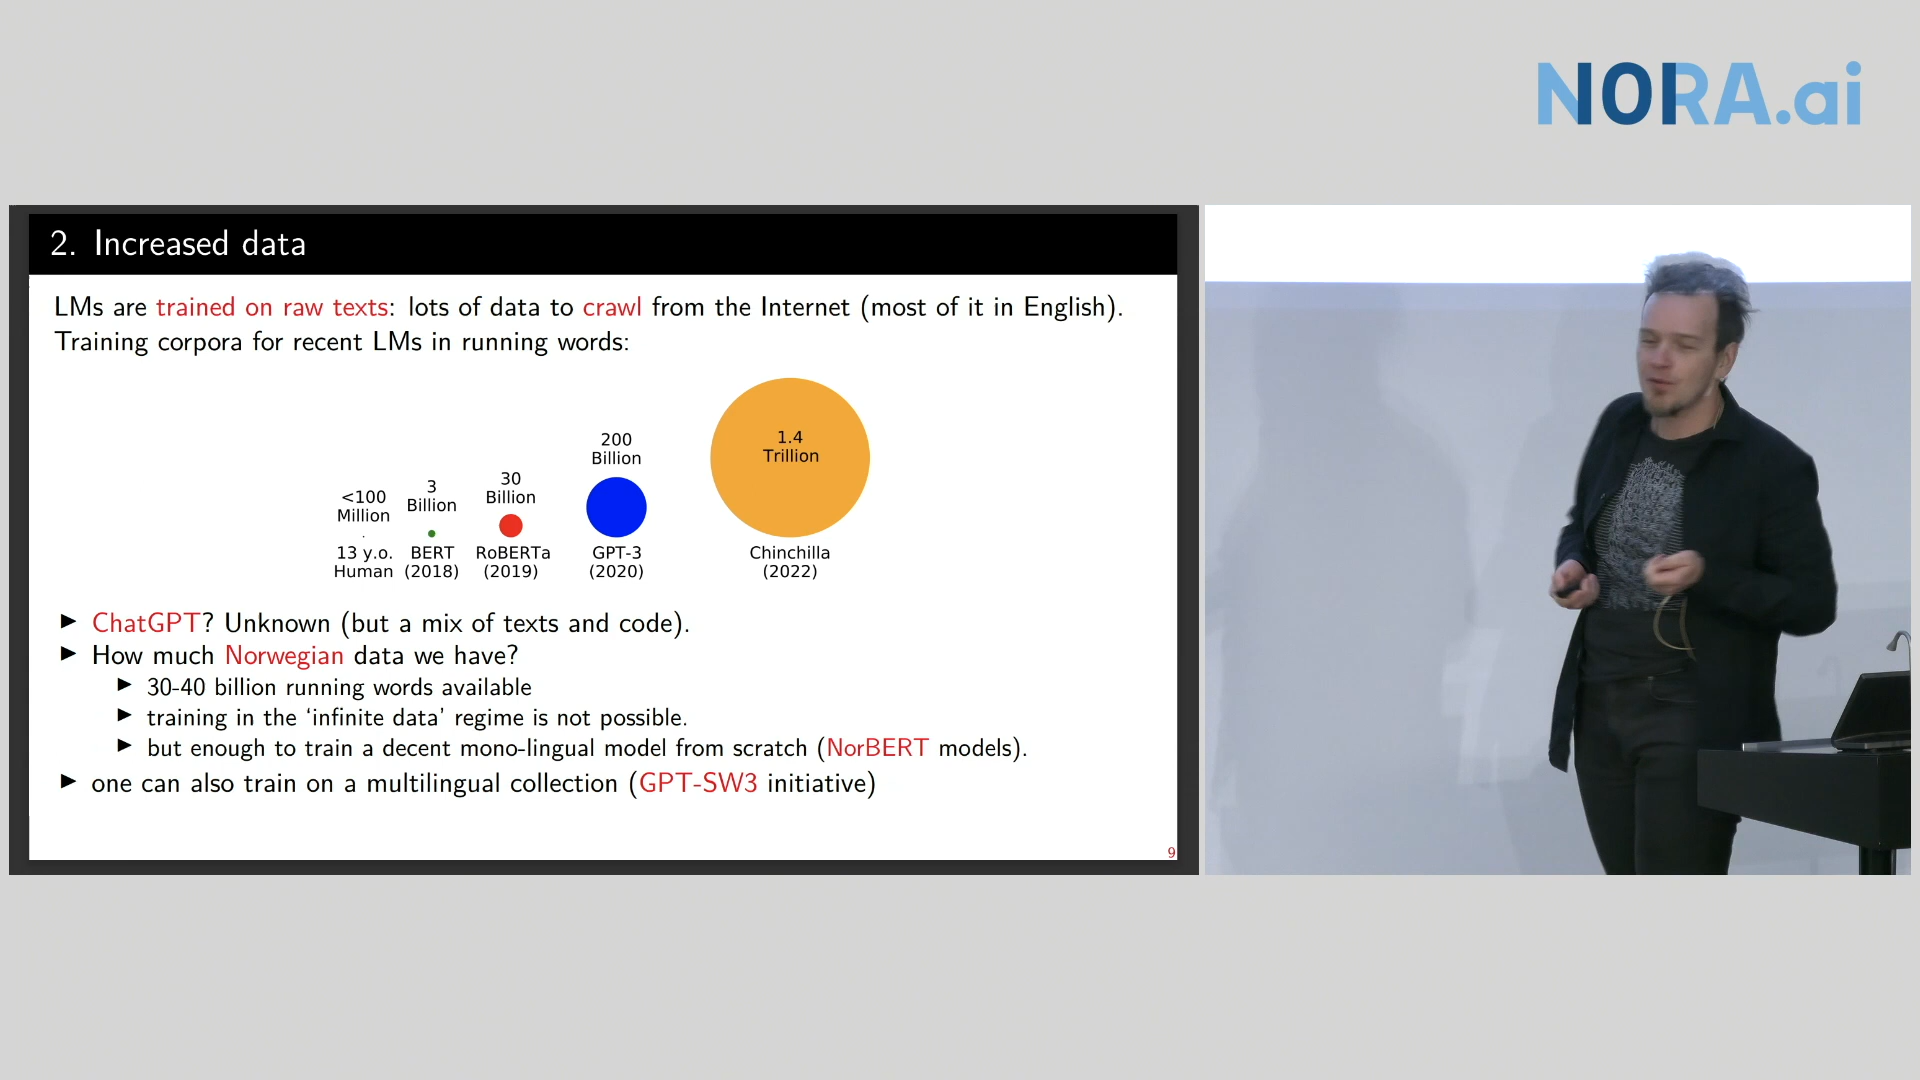 NORA.ai
2. Increased data
LMs are trained on raw texts: lots of data to crawl from the Internet (most of it in English).
Training corpora for recent LMs in running words:
<100
Million
13 y.o.
Human
3
Billion
BERT
(2018)
30
Billion
RoBERTa
(2019)
200
Billion
GPT-3
(2020)
1.4
Trillion
Chinchilla
(2022)
► ChatGPT? Unknown (but a mix of texts and code).
► How much Norwegian data we have?
► 30-40 billion running words available
► training in the ‘infinite data’ regime is not possible.
► but enough to train a decent mono-lingual model from scratch (NorBERT models).
► one can also train on a multilingual collection (GPT-SW3 initiative)
9